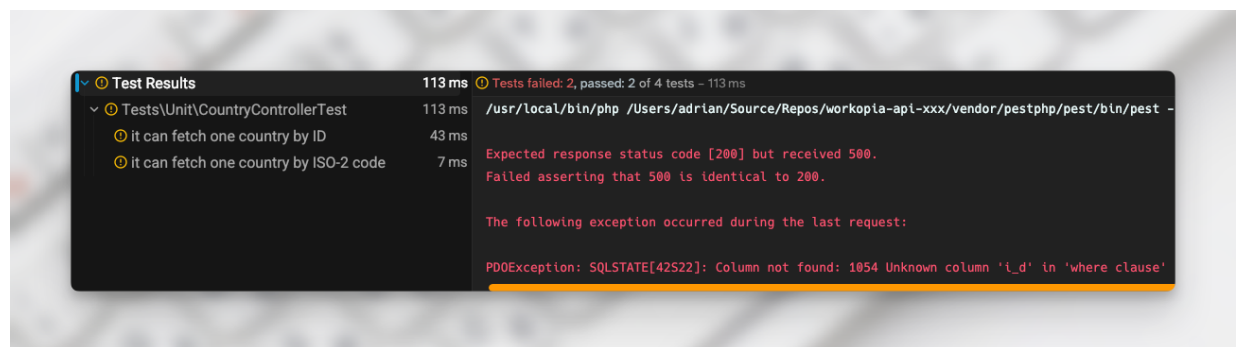 Test Results 113 ms
Tests failed: 2, passed: 2 of 4 tests – 113 ms
Tests\Unit\CountryControllerTest 113 ms
it can fetch one country by ID 43 ms
it can fetch one country by ISO-2 code 7 ms
/usr/local/bin/php /Users/adrian/Source/Repos/workopia-api-xxx/vendor/pestphp/pest/bin/pest –
Expected response status code [200] but received 500.
Failed asserting that 500 is identical to 200.
The following exception occurred during the last request:
PDOException: SQLSTATE[42S22]: Column not found: 1054 Unknown column 'i_d' in 'where clause'